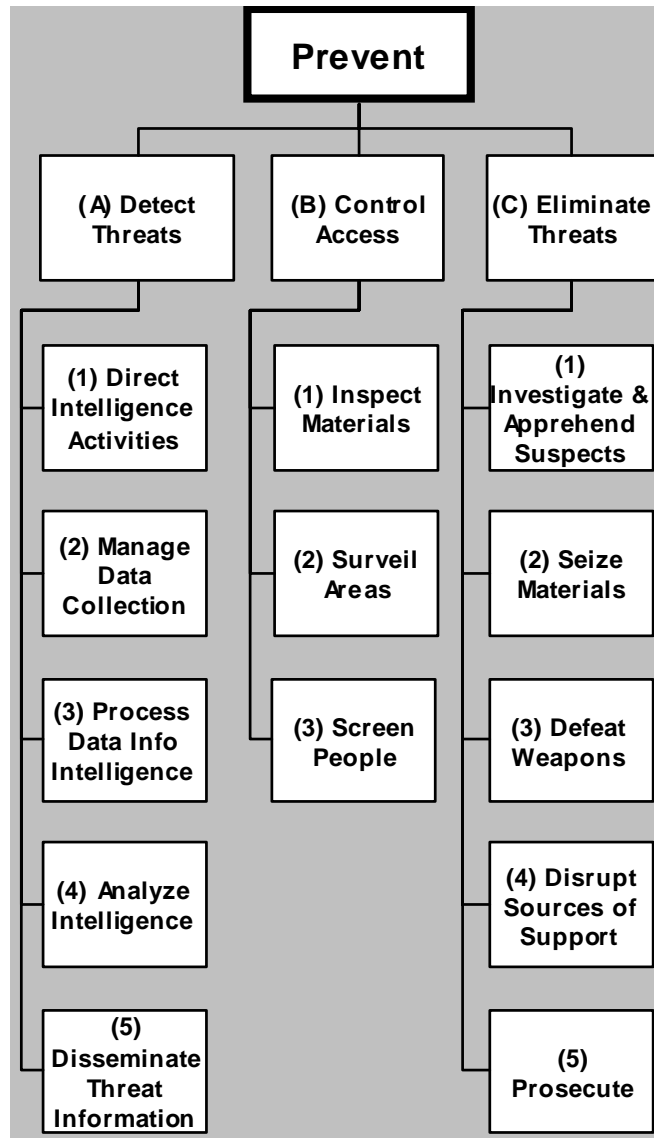 Prevent
(A) Detect
Threats
(B) Control
Access
(C) Eliminate
Threats
(1) Direct
Intelligence
Activities
(2) Manage
Data
Collection
(3) Process
Data Info
Intelligence
(4) Analyze
Intelligence
(5)
Disseminate
Threat
Information
(1) Inspect
Materials
(2) Surveil
Areas
(3) Screen
People
(1)
Investigate &
Apprehend
Suspects
(2) Seize
Materials
(3) Defeat
Weapons
(4) Disrupt
Sources of
Support
(5)
Prosecute